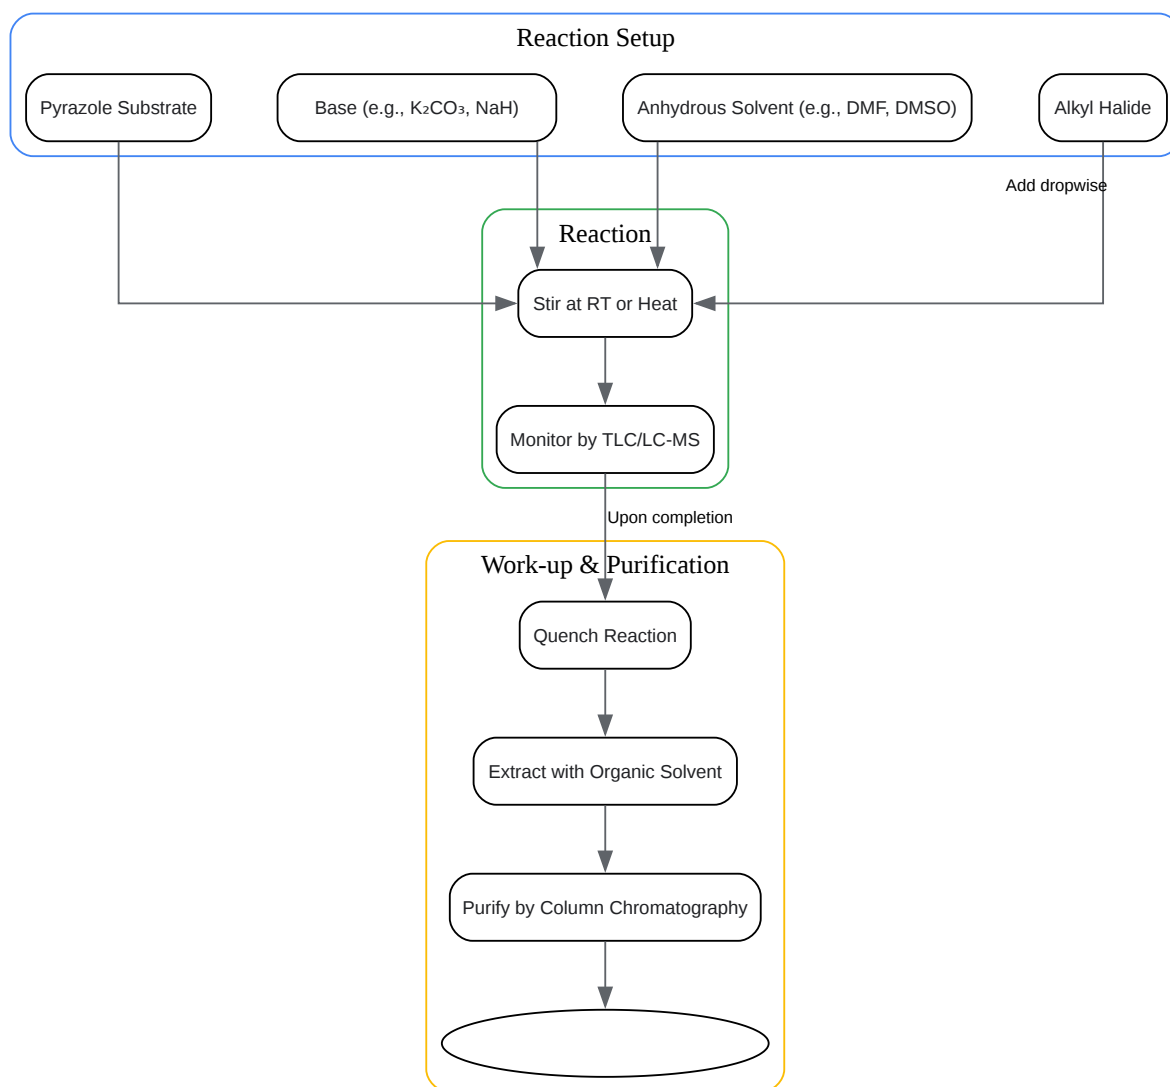 Reaction Setup
Pyrazole Substrate
Base (e.g., K₂CO₃, NaH)
Anhydrous Solvent (e.g., DMF, DMSO)
Alkyl Halide
Add dropwise
Reaction
Stir at RT or Heat
Monitor by TLC/LC-MS
Upon completion
Work-up & Purification
Quench Reaction
Extract with Organic Solvent
Purify by Column Chromatography